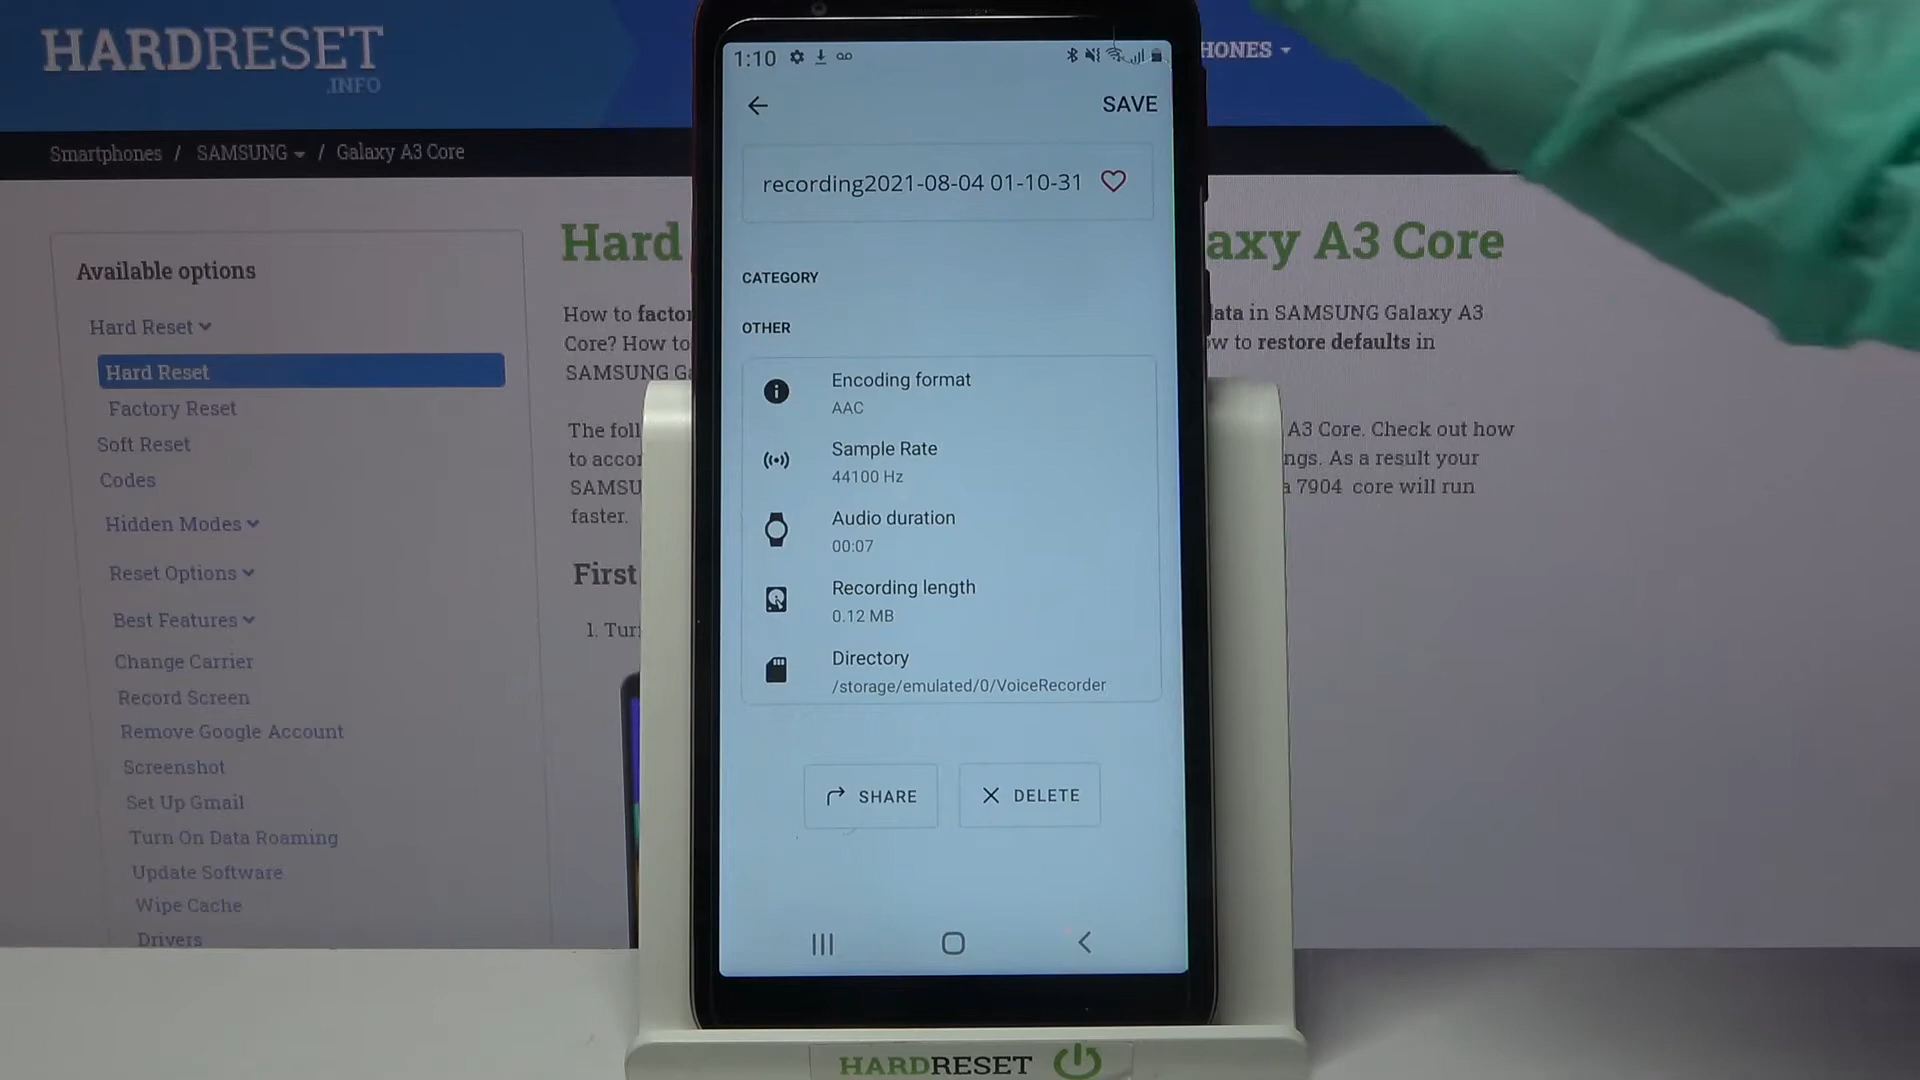 HARDRESET
.INFO
HONES
Smartphones / SAMSUNG / Galaxy A3 Core
Available options
Hard Reset
Hard Reset
Factory Reset
Soft Reset
Codes
Hidden Modes
Reset Options
Best Features
Change Carrier
Record Screen
Remove Google Account
Screenshot
Set Up Gmail
Turn On Data Roaming
Update Software
Wipe Cache
Drivers
Hard
axy A3 Core
How to factor
data in SAMSUNG Galaxy A3
Core? How to
w to restore defaults in
SAMSUNG Ga
The foll
A3 Core. Check out how
to accor
ngs. As a result your
SAMSU
a 7904 core will run
faster.
First
1. Tur
1:10
SAVE
recording2021-08-04 01-10-31
CATEGORY
OTHER
Encoding format
AAC
Sample Rate
44100 Hz
Audio duration
00:07
Recording length
0.12 MB
Directory
/storage/emulated/0/VoiceRecorder
SHARE
DELETE
HARDRESET